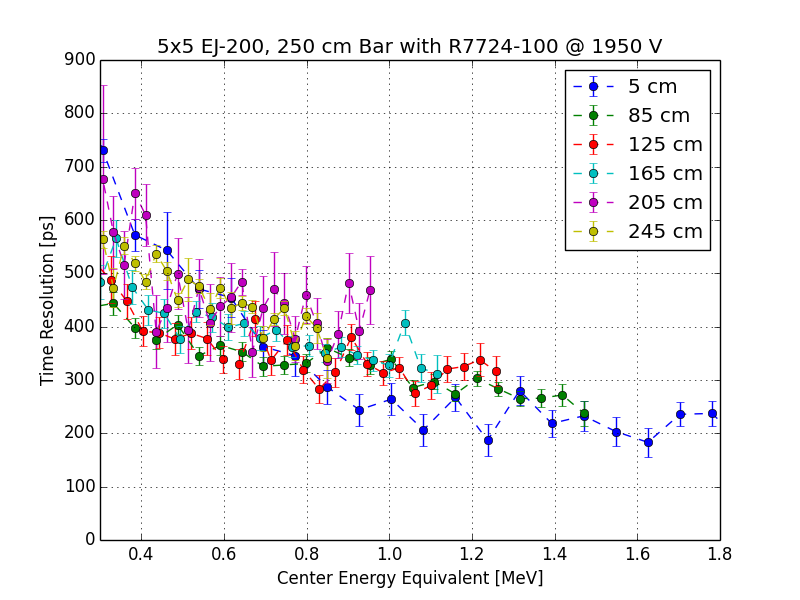 5x5 EJ-200, 250 cm Bar with R7724-100 @ 1950 V
900
800
700
600
500
400
300
200
100
0
Time Resolution [ps]
5 cm
85 cm
125 cm
165 cm
205 cm
245 cm
0.4 0.6 0.8 1.0 1.2 1.4 1.6 1.8
Center Energy Equivalent [MeV]